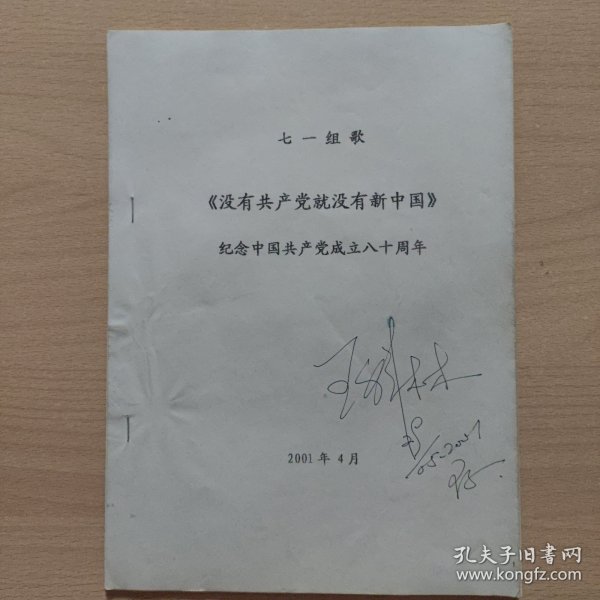 七一组歌
《没有共产党就没有新中国》
纪念中国共产党成立八十周年
2001年4月
孔夫子旧书网
www.kongfz.com